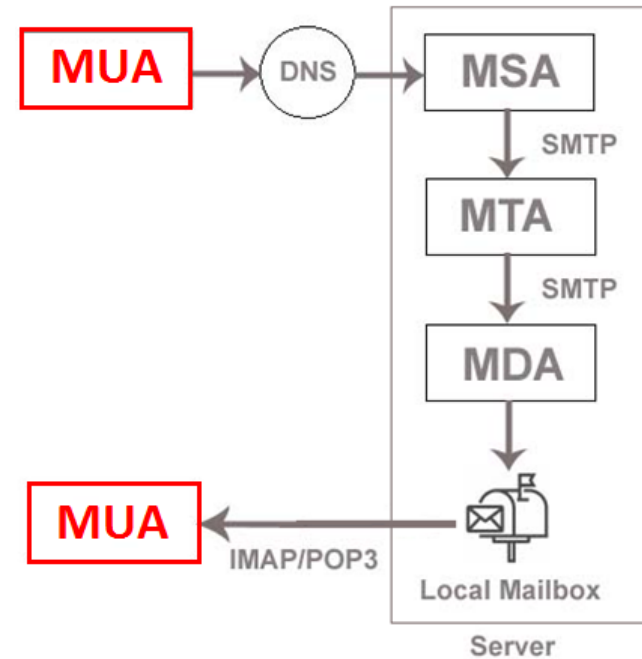 MUA
DNS
MSA
SMTP
MTA
SMTP
MDA
MUA
IMAP/POP3
Local Mailbox
Server